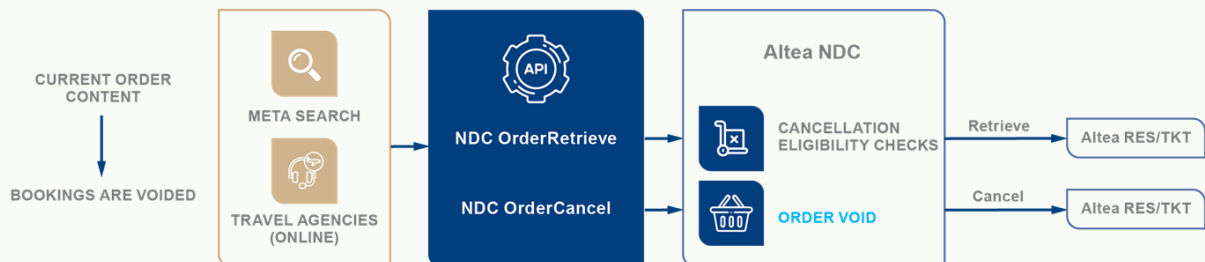 CURRENT ORDER
CONTENT
BOOKINGS ARE VOIDED
META SEARCH
TRAVEL AGENCIES
(ONLINE)
API
NDC OrderRetrieve
NDC OrderCancel
Altea NDC
CANCELLATION
ELIGIBILITY CHECKS
ORDER VOID
Retrieve
Altea RES/TKT
Cancel
Altea RES/TKT